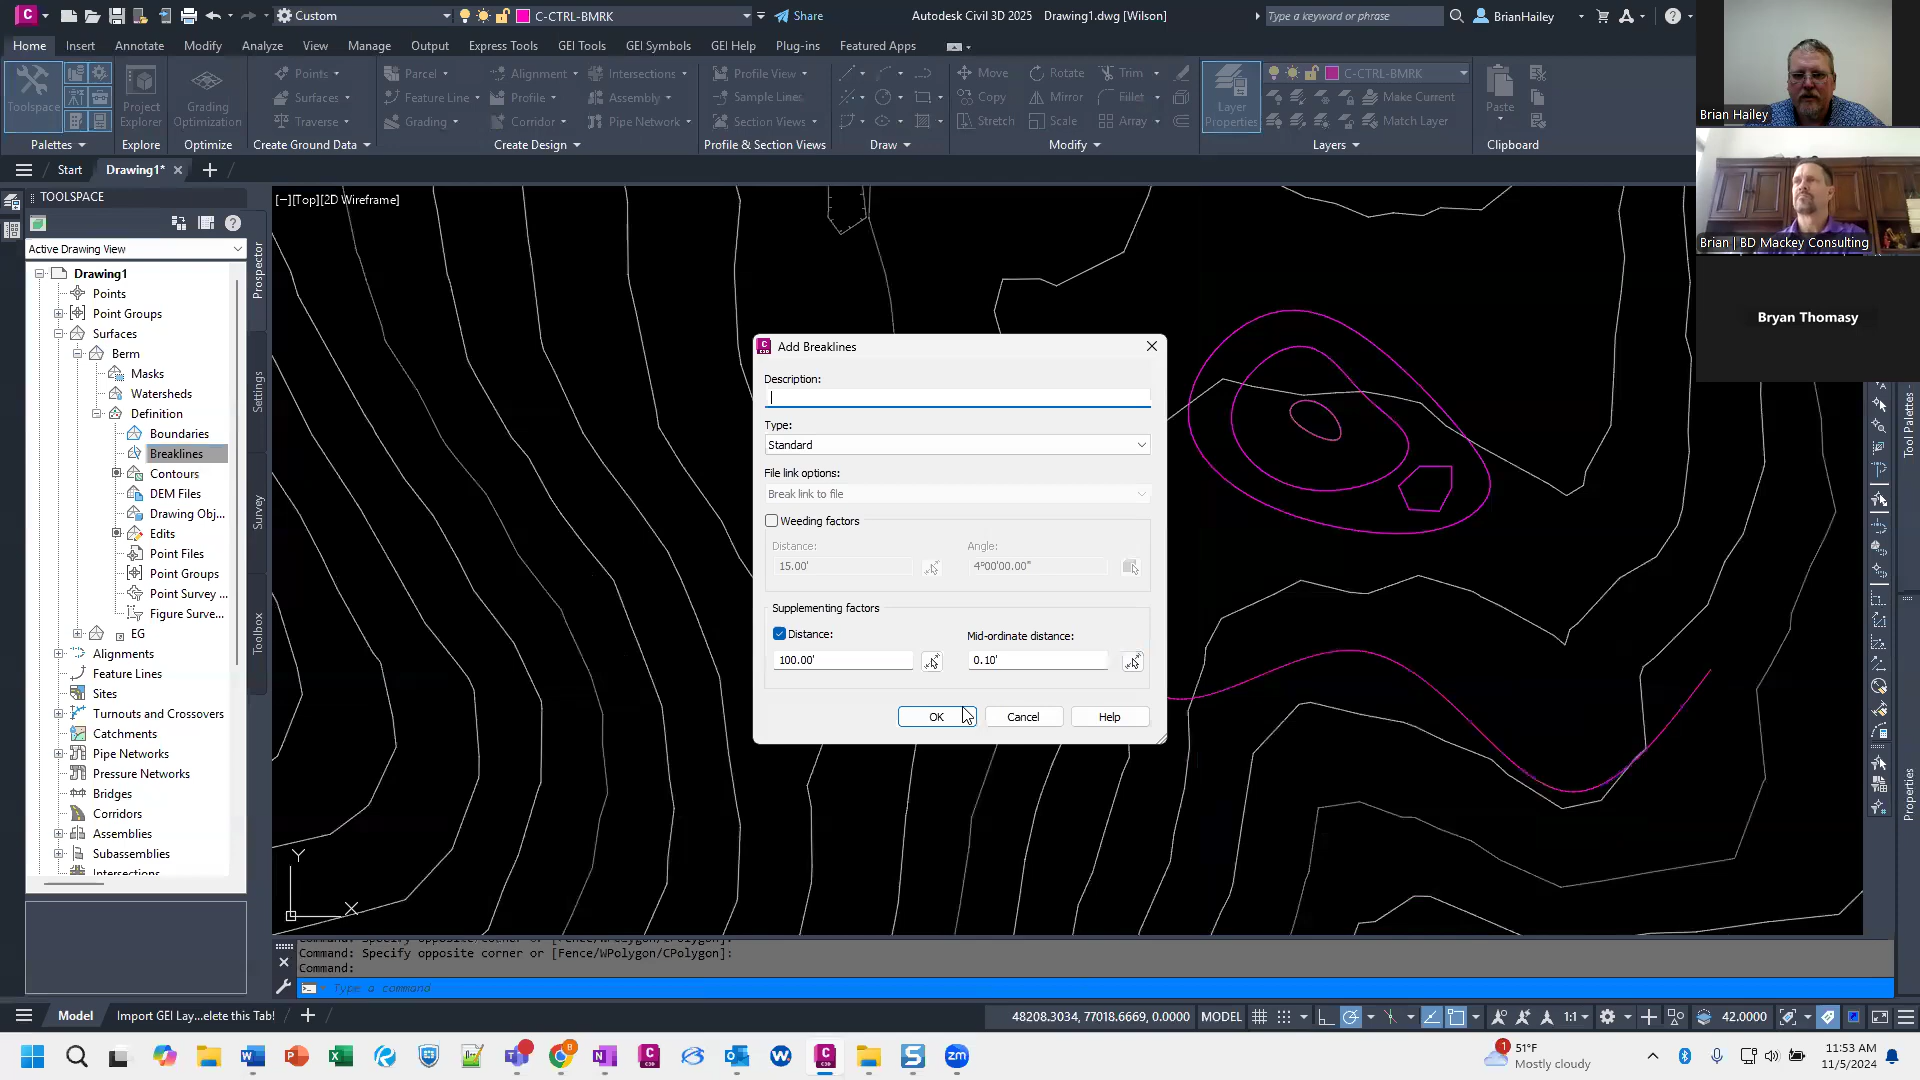 Custom
C-CTRL-BMRK
Share
Autodesk Civil 3D 2025 Drawing1.dwg [Wilson]
Type a keyword or phrase
BrianHailey
Home Insert Annotate Modify Analyze View Manage Output Express Tools GEI Tools GEI Symbols GEI Help Plug-ins Featured Apps
Toolspace
Project Explorer
Grading Optimization
Points
Surfaces
Traverse
Parcel
Feature Line
Grading
Alignment
Profile
Corridor
Intersections
Assembly
Pipe Network
Profile View
Sample Lines
Section Views
Move
Copy
Stretch
Rotate
Mirror
Scale
Trim
Fillet
Array
Layer Properties
C-CTRL-BMRK
Make Current
Match Layer
Paste
Palettes
Explore
Optimize
Create Ground Data
Create Design
Profile & Section Views
Draw
Modify
Layers
Clipboard
Brian Hailey
Brian | BD Mackey Consulting
Bryan Thomasy
Start
Drawing1*
TOOLSPACE
Active Drawing View
Drawing1
Points
Point Groups
Surfaces
Berm
Masks
Watersheds
Definition
Boundaries
Breaklines
Contours
DEM Files
Drawing Obj...
Edits
Point Files
Point Groups
Point Survey ...
Figure Surve...
EG
Alignments
Feature Lines
Sites
Turnouts and Crossovers
Catchments
Pipe Networks
Pressure Networks
Bridges
Corridors
Assemblies
Subassemblies
Intersections
Prospector
Settings
Survey
Toolbox
[−][Top][2D Wireframe]
Add Breaklines
Description:
Type:
Standard
File link options:
Break link to file
Weeding factors
Distance:
Angle:
15.00'
4°00'00.00"
Supplementing factors
Distance:
Mid-ordinate distance:
100.00'
0.10'
OK
Cancel
Help
Tool Palettes
Properties
Y
X
Command: Specify opposite corner or [Fence/WPolygon/CPolygon]:
Command: Specify opposite corner or [Fence/WPolygon/CPolygon]:
Command:
Type a command
Model
Import GEI Lay...elete this Tab!
48208.3034, 77018.6669, 0.0000
MODEL
1:1
42.0000
1
51°F
Mostly cloudy
11:53 AM
11/5/2024